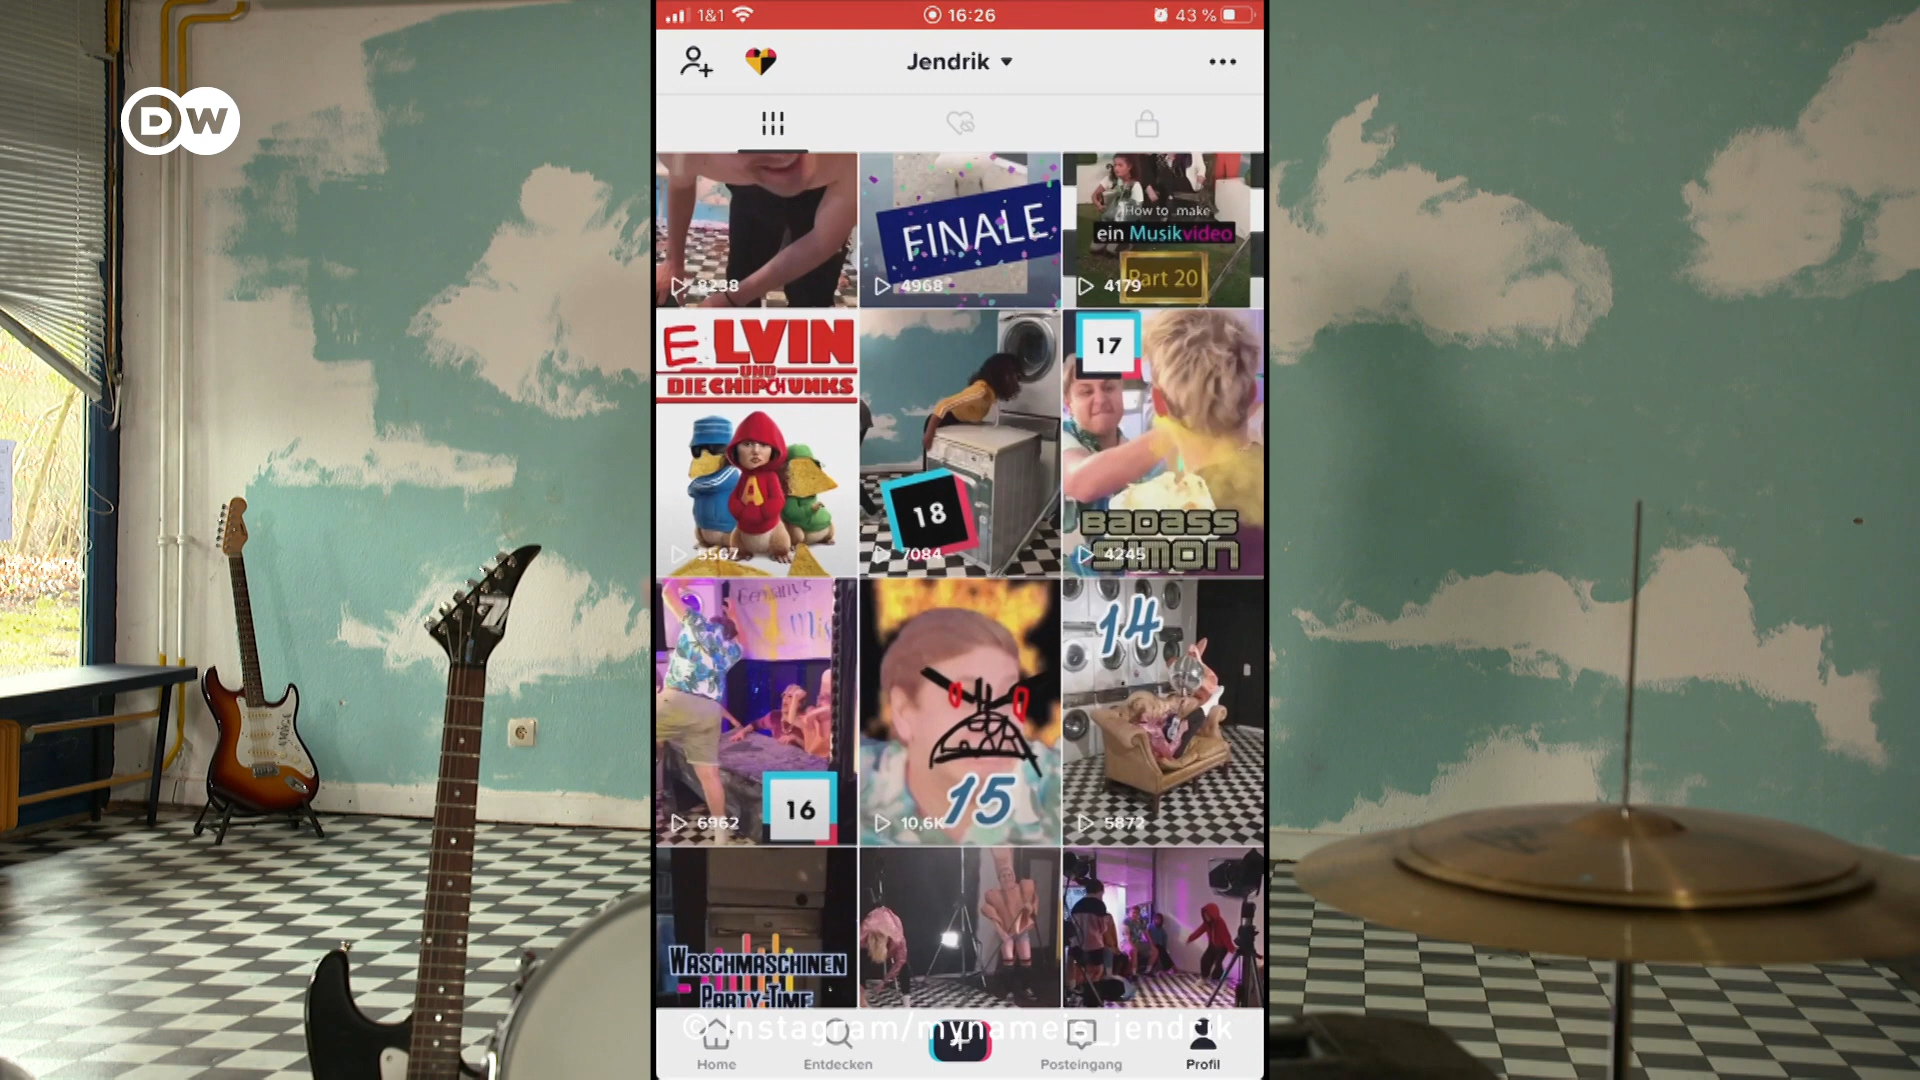 DW
1&1
16:26
43 %
Jendrik
8238
FINALE
4968
How to make
ein Musikvideo
Part 20
4179
ELVIN
UND
DIE CHIPCHUNKS
A
5567
18
7084
17
BADASS
SIMON
4245
Germany's
16
6962
15
10,6K
14
5872
WASCHMASCHINEN
PARTY-TIME
© Instagram/mynameis_jendrik
Home
Entdecken
Posteingang
Profil